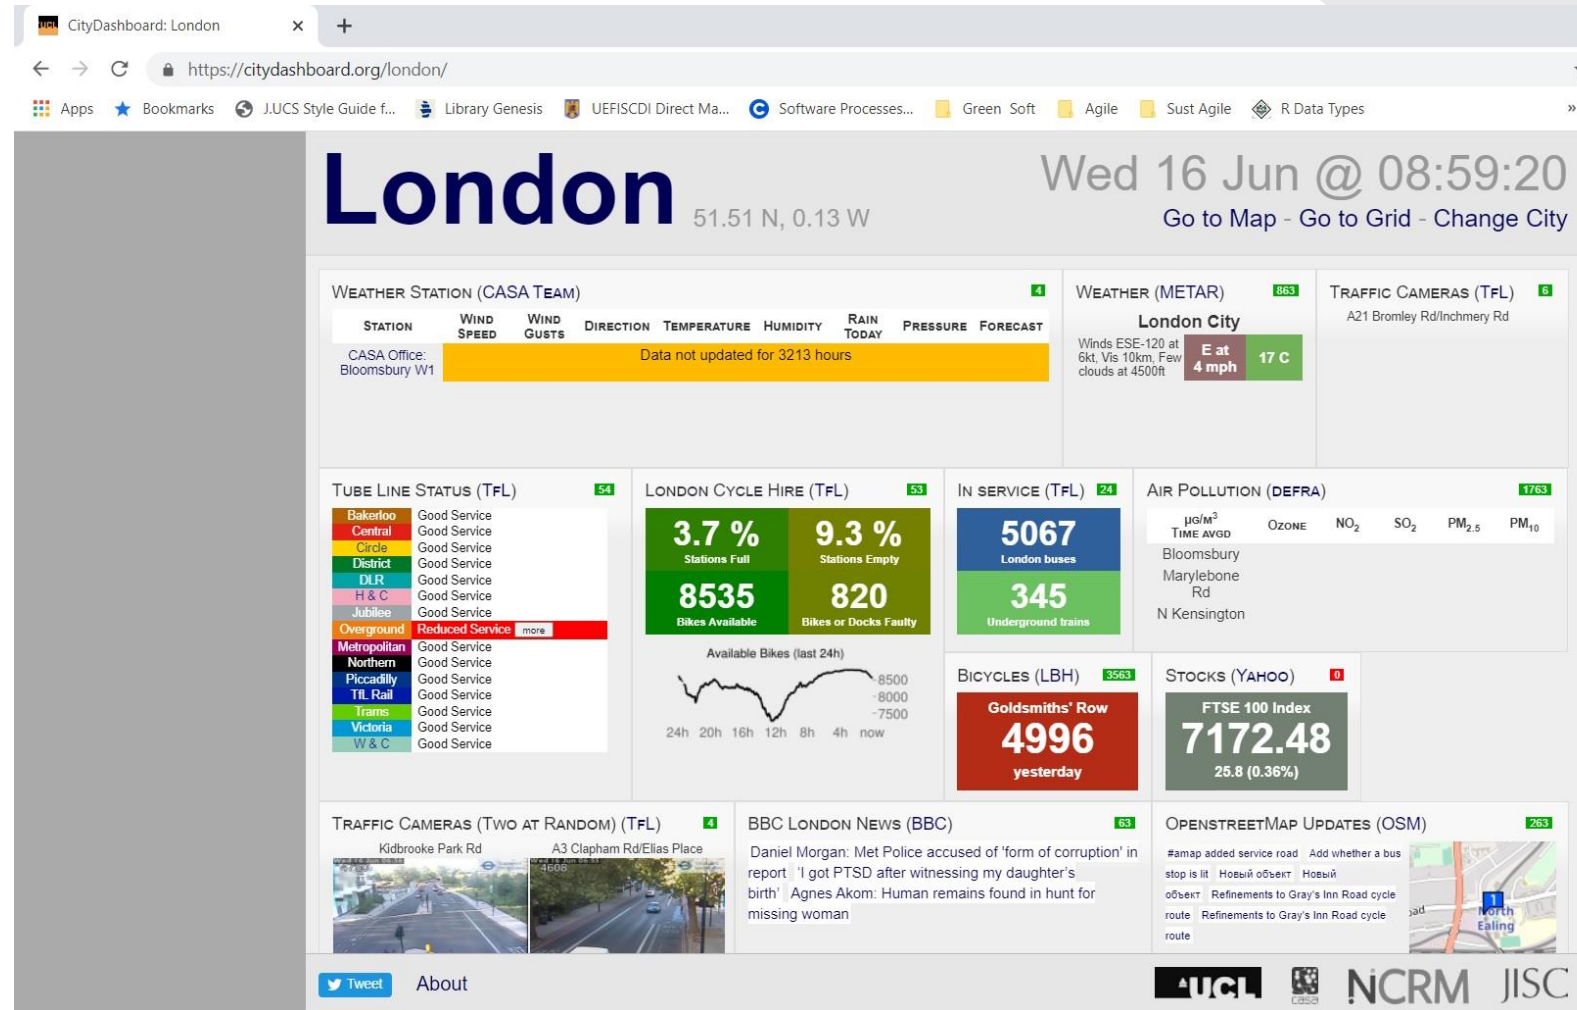 CityDashboard: London
https://citydashboard.org/london/
Apps Bookmarks J.UCS Style Guide f... Library Genesis UEFISCDI Direct Ma... Software Processes... Green Soft Agile Sust Agile R Data Types »
London 51.51 N, 0.13 W
Wed 16 Jun @ 08:59:20
Go to Map - Go to Grid - Change City
WEATHER STATION (CASA TEAM) 4
STATION WIND SPEED WIND GUSTS DIRECTION TEMPERATURE HUMIDITY RAIN TODAY PRESSURE FORECAST
CASA Office: Data not updated for 3213 hours
Bloomsbury W1
WEATHER (METAR) 863
London City
Winds ESE-120 at
6kt, Vis 10km, Few
clouds at 4500ft
E at
4 mph
17 C
TRAFFIC CAMERAS (TFL) 6
A21 Bromley Rd/Inchmery Rd
TUBE LINE STATUS (TFL) 54
Bakerloo Good Service
Central Good Service
Circle Good Service
District Good Service
DLR Good Service
H & C Good Service
Jubilee Good Service
Overground Reduced Service more
Metropolitan Good Service
Northern Good Service
Piccadilly Good Service
TfL Rail Good Service
Trams Good Service
Victoria Good Service
W & C Good Service
LONDON CYCLE HIRE (TFL) 53
3.7 % 9.3 %
Stations Full Stations Empty
8535 820
Bikes Available Bikes or Docks Faulty
Available Bikes (last 24h)
8500
8000
7500
24h 20h 16h 12h 8h 4h now
IN SERVICE (TFL) 24
5067
London buses
345
Underground trains
AIR POLLUTION (DEFRA) 1763
µG/M3 TIME AVGD OZONE NO2 SO2 PM2.5 PM10
Bloomsbury
Marylebone
Rd
N Kensington
BICYCLES (LBH) 3563
Goldsmiths' Row
4996
yesterday
STOCKS (YAHOO) 0
FTSE 100 Index
7172.48
25.8 (0.36%)
TRAFFIC CAMERAS (TWO AT RANDOM) (TFL) 4
Kidbrooke Park Rd A3 Clapham Rd/Elias Place
4608
BBC LONDON NEWS (BBC) 63
Daniel Morgan: Met Police accused of 'form of corruption' in
report 'I got PTSD after witnessing my daughter's
birth' Agnes Akom: Human remains found in hunt for
missing woman
OPENSTREETMAP UPDATES (OSM) 263
#amap added service road Add whether a bus
stop is lit Новый объект Новый
объект Refinements to Gray's Inn Road cycle
route Refinements to Gray's Inn Road cycle
route
1
North
Ealing
Tweet About
UCL casa NCRM JISC